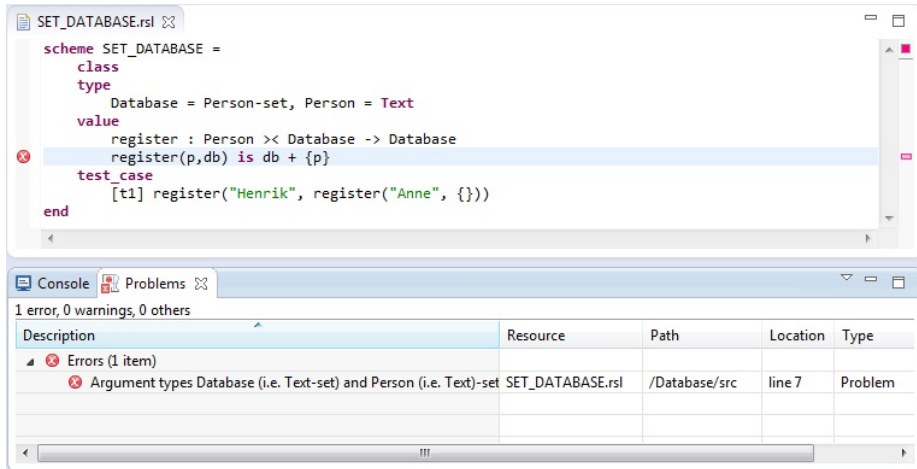 SET_DATABASE.rsl
scheme SET_DATABASE =
class
type
Database = Person-set, Person = Text
value
register : Person >< Database -> Database
register(p,db) is db + {p}
test_case
[t1] register("Henrik", register("Anne", {}))
end
Console Problems
1 error, 0 warnings, 0 others
Description Resource Path Location Type
Errors (1 item)
Argument types Database (i.e. Text-set) and Person (i.e. Text)-set SET_DATABASE.rsl /Database/src line 7 Problem